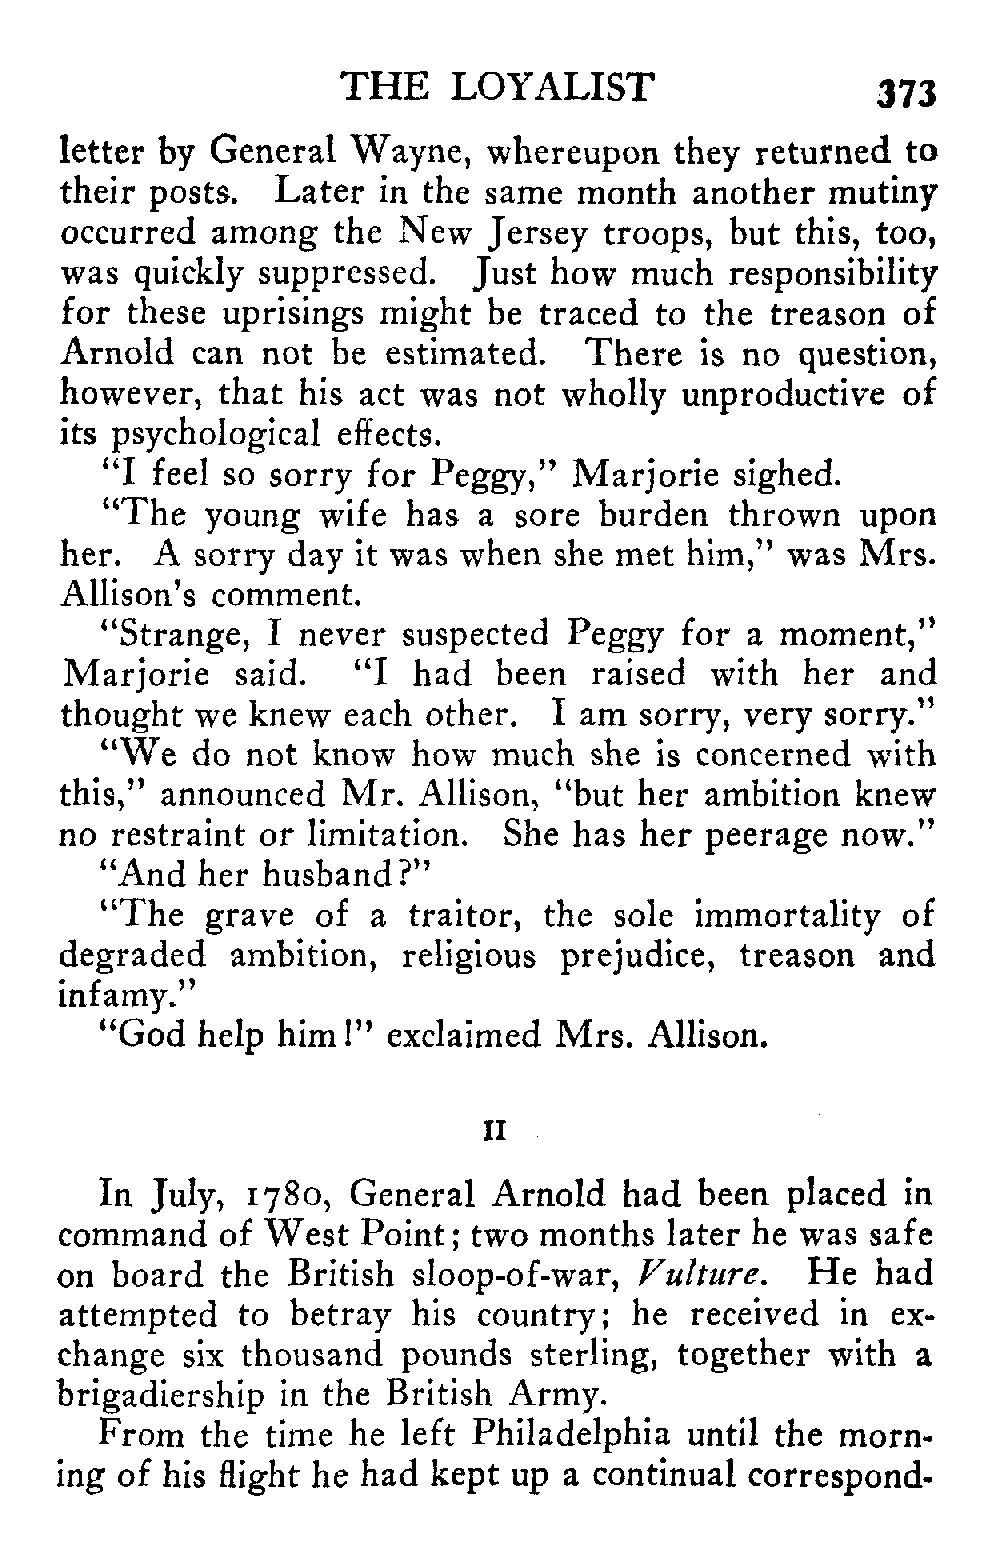 THE LOYALIST 373
letter by General Wayne, whereupon they returned to
their posts. Later in the same month another mutiny
occurred among the New Jersey troops, but this, too,
was quickly suppressed. Just how much responsibility
for these uprisings might be traced to the treason of
Arnold can not be estimated. There is no question,
however, that his act was not wholly unproductive of
its psychological effects.
"I feel so sorry for Peggy," Marjorie sighed.
"The young wife has a sore burden thrown upon
her. A sorry day it was when she met him," was Mrs.
Allison's comment.
"Strange, I never suspected Peggy for a moment,"
Marjorie said. "I had been raised with her and
thought we knew each other. I am sorry, very sorry."
"We do not know how much she is concerned with
this," announced Mr. Allison, "but her ambition knew
no restraint or limitation. She has her peerage now."
"And her husband?"
"The grave of a traitor, the sole immortality of
degraded ambition, religious prejudice, treason and
infamy."
"God help him!" exclaimed Mrs. Allison.
II
In July, 1780, General Arnold had been placed in
command of West Point; two months later he was safe
on board the British sloop-of-war, Vulture. He had
attempted to betray his country; he received in ex-
change six thousand pounds sterling, together with a
brigadiership in the British Army.
From the time he left Philadelphia until the morn-
ing of his flight he had kept up a continual correspond-